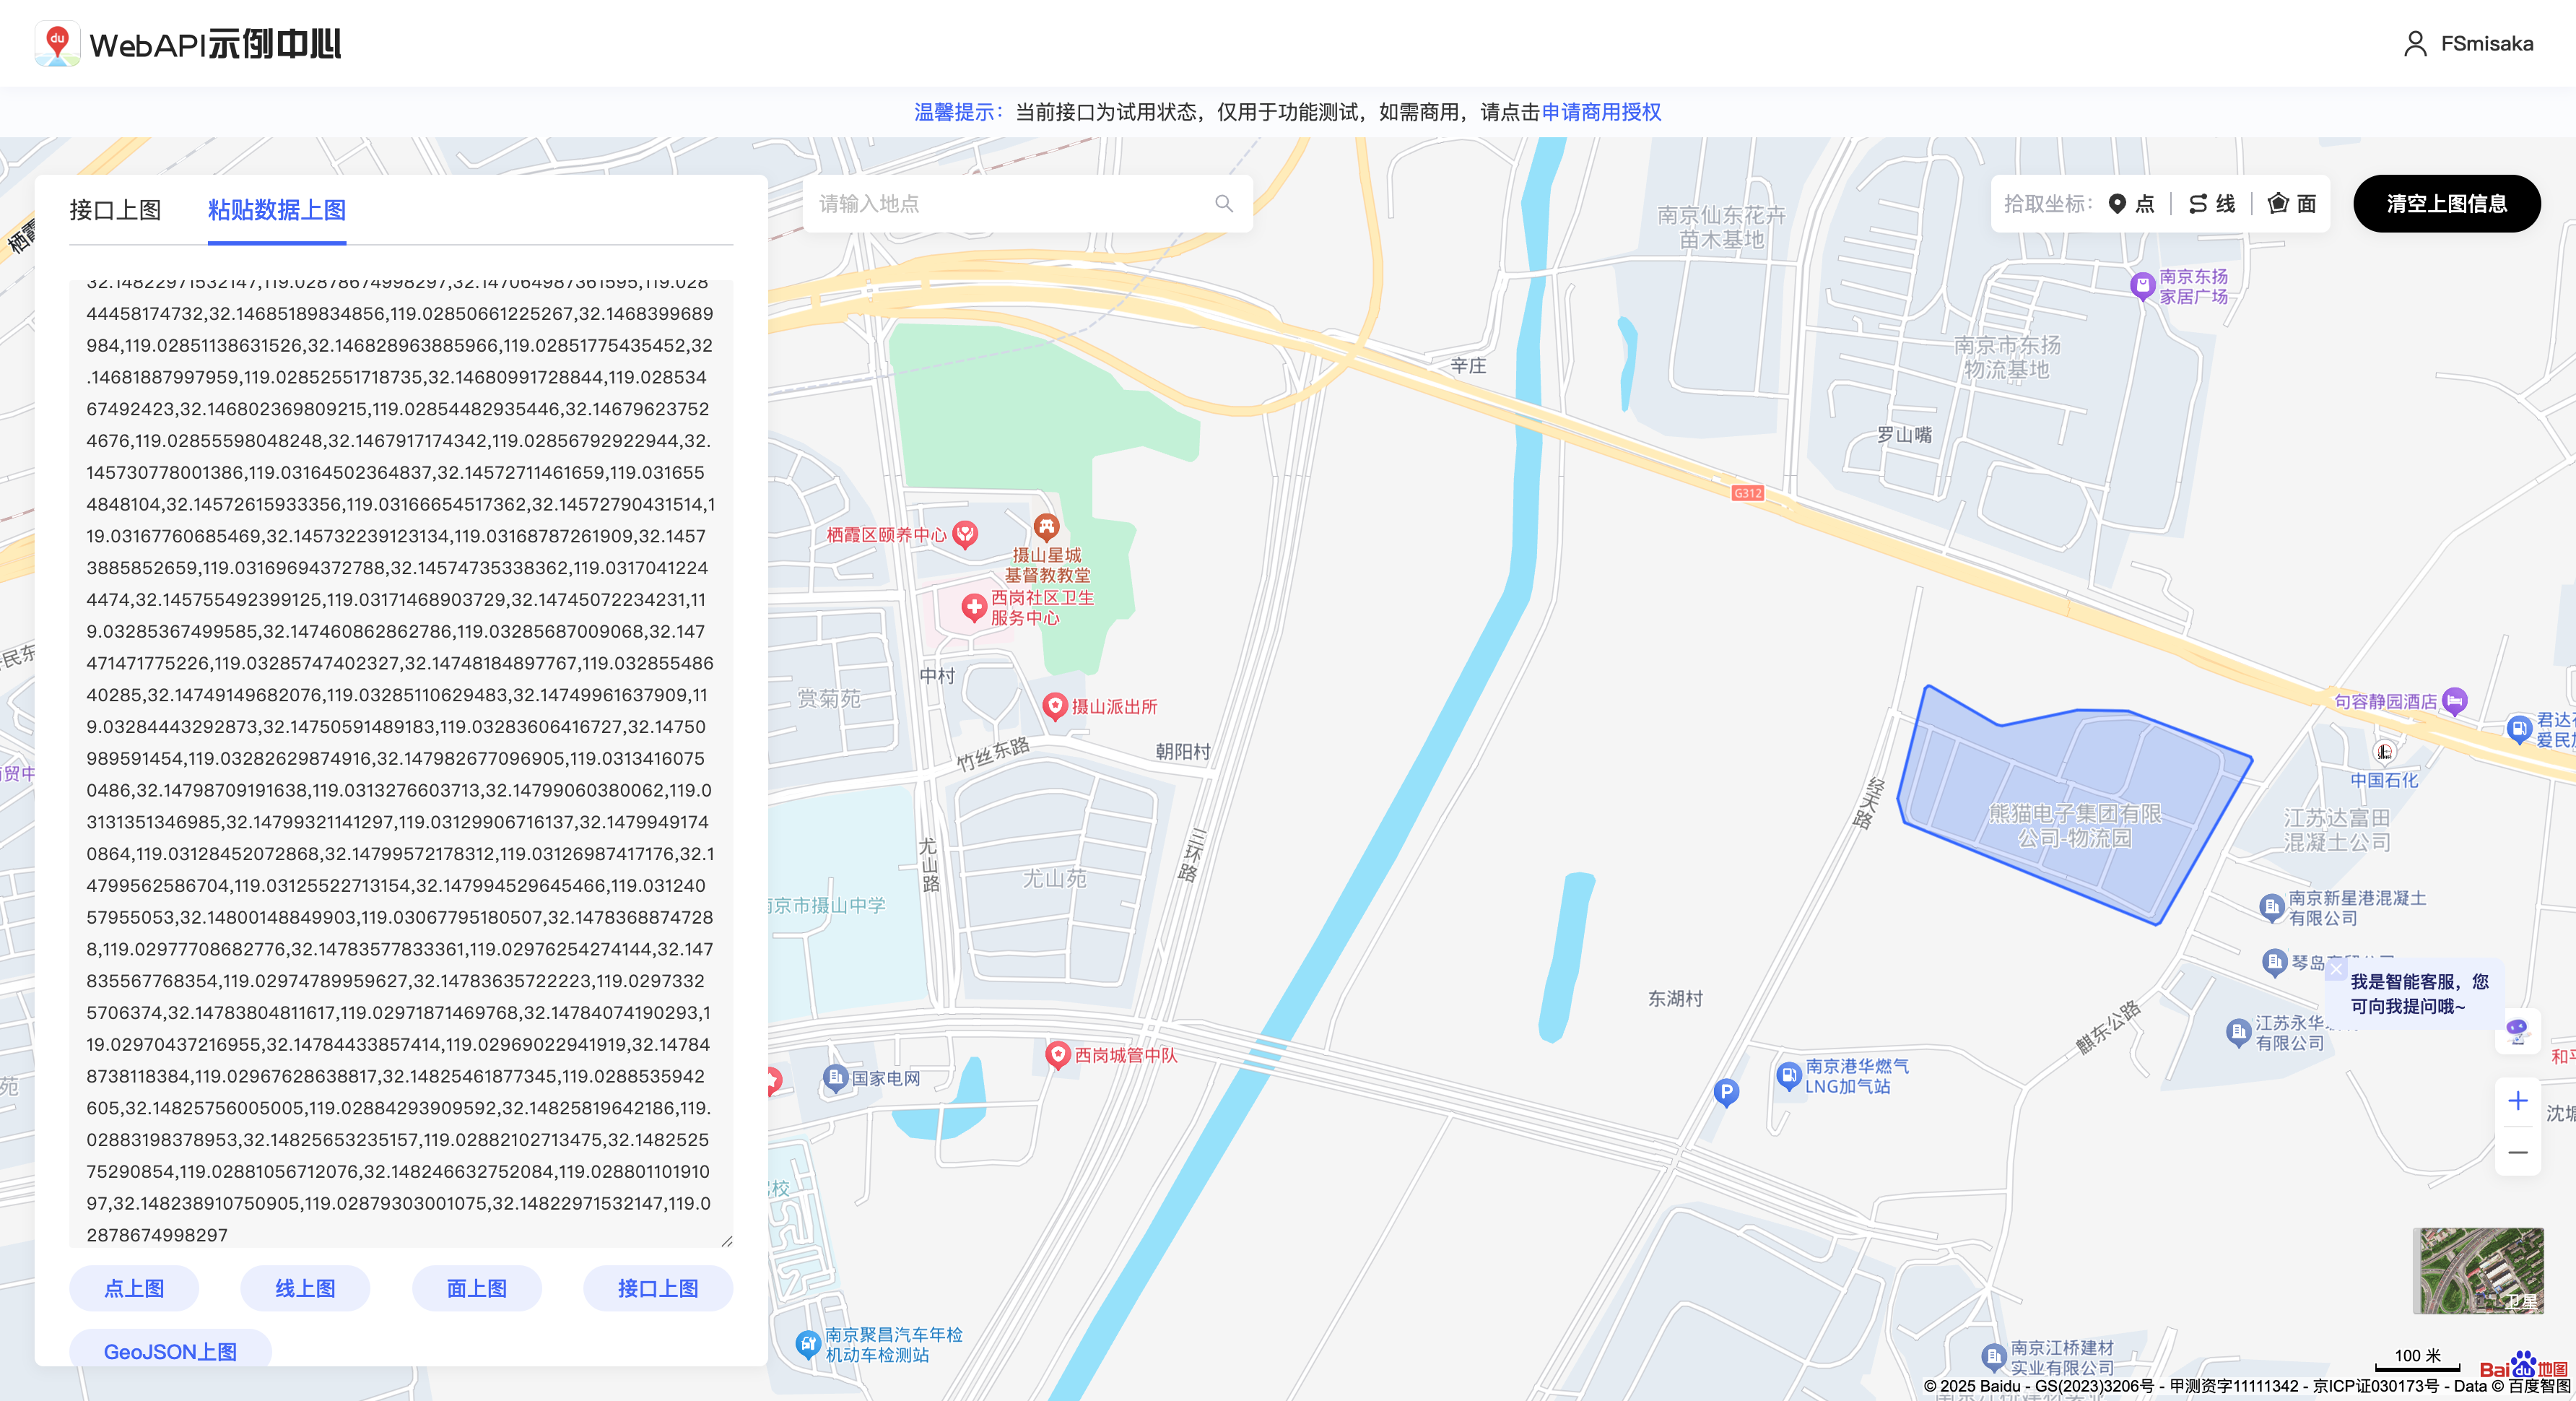 du WebAPI示例中心
FSmisaka
温馨提示：当前接口为试用状态，仅用于功能测试，如需商用，请点击申请商用授权
接口上图
粘贴数据上图
32.14822971532147,119.02878674998297,32.147064987361595,119.028
44458174732,32.14685189834856,119.02850661225267,32.1468399689
984,119.02851138631526,32.146828963885966,119.02851775435452,32
.14681887997959,119.02852551718735,32.14680991728844,119.028534
67492423,32.146802369809215,119.02854482935446,32.14679623752
4676,119.02855598048248,32.1467917174342,119.02856792922944,32.
145730778001386,119.03164502364837,32.14572711461659,119.031655
4848104,32.14572615933356,119.03166654517362,32.14572790431514,1
19.03167760685469,32.145732239123134,119.03168787261909,32.1457
3885852659,119.03169694372788,32.14574735338362,119.0317041224
4474,32.145755492399125,119.03171468903729,32.14745072234231,11
9.03285367499585,32.147460862862786,119.03285687009068,32.147
471471775226,119.03285747402327,32.14748184897767,119.032855486
40285,32.14749149682076,119.03285110629483,32.14749961637909,11
9.03284443292873,32.14750591489183,119.03283606416727,32.14750
989591454,119.03282629874916,32.147982677096905,119.0313416075
0486,32.14798709191638,119.0313276603713,32.14799060380062,119.0
3131351346985,32.14799321141297,119.03129906716137,32.1479949174
0864,119.03128452072868,32.14799572178312,119.03126987417176,32.1
4799562586704,119.03125522713154,32.147994529645466,119.031240
57955053,32.14800148849903,119.03067795180507,32.1478368874728
8,119.02977708682776,32.14783577833361,119.02976254274144,32.147
835567768354,119.02974789959627,32.14783635722223,119.0297332
5706374,32.14783804811617,119.02971871469768,32.14784074190293,1
19.02970437216955,32.14784433857414,119.02969022941919,32.14784
8738118384,119.02967628638817,32.14825461877345,119.0288535942
605,32.14825756005005,119.02884293909592,32.14825819642186,119.
02883198378953,32.14825653235157,119.02882102713475,32.1482525
75290854,119.02881056712076,32.148246632752084,119.028801101910
97,32.148238910750905,119.02879303001075,32.14822971532147,119.0
2878674998297
点上图
线上图
面上图
接口上图
GeoJSON上图
请输入地点
拾取坐标：
点
线
面
清空上图信息
南京仙东花卉
苗木基地
南京东扬
家居广场
南京市东扬
物流基地
辛庄
罗山嘴
G312
栖霞区颐养中心
摄山星城
基督教教堂
西岗社区卫生
服务中心
中村
赏菊苑
摄山派出所
竹丝东路
朝阳村
句容静园酒店
中国石化
经天路
熊猫电子集团有限
公司-物流园
江苏达富田
混凝土公司
三环路
尤山路
尤山苑
南京新星港混凝土
有限公司
我是智能客服，您
可向我提问哦~
东湖村
麒东公路
江苏永华
有限公司
西岗城管中队
国家电网
南京港华燃气
LNG加气站
P
卫星
南京聚昌汽车年检
机动车检测站
南京江桥建材
实业有限公司
100 米
Bai du 地图
© 2025 Baidu - GS(2023)3206号 - 甲测资字11111342 - 京ICP证030173号 - Data © 百度智图